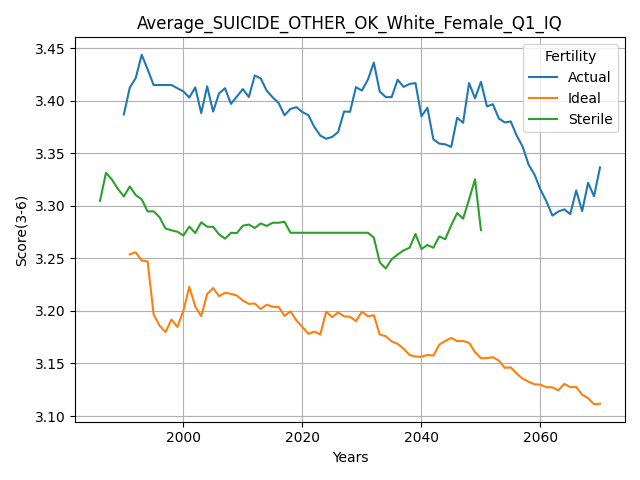 Average_SUICIDE_OTHER_OK_White_Female_Q1_IQ
Fertility
Actual
Ideal
Sterile
Score(3-6)
3.45
3.40
3.35
3.30
3.25
3.20
3.15
3.10
2000
2020
2040
2060
Years